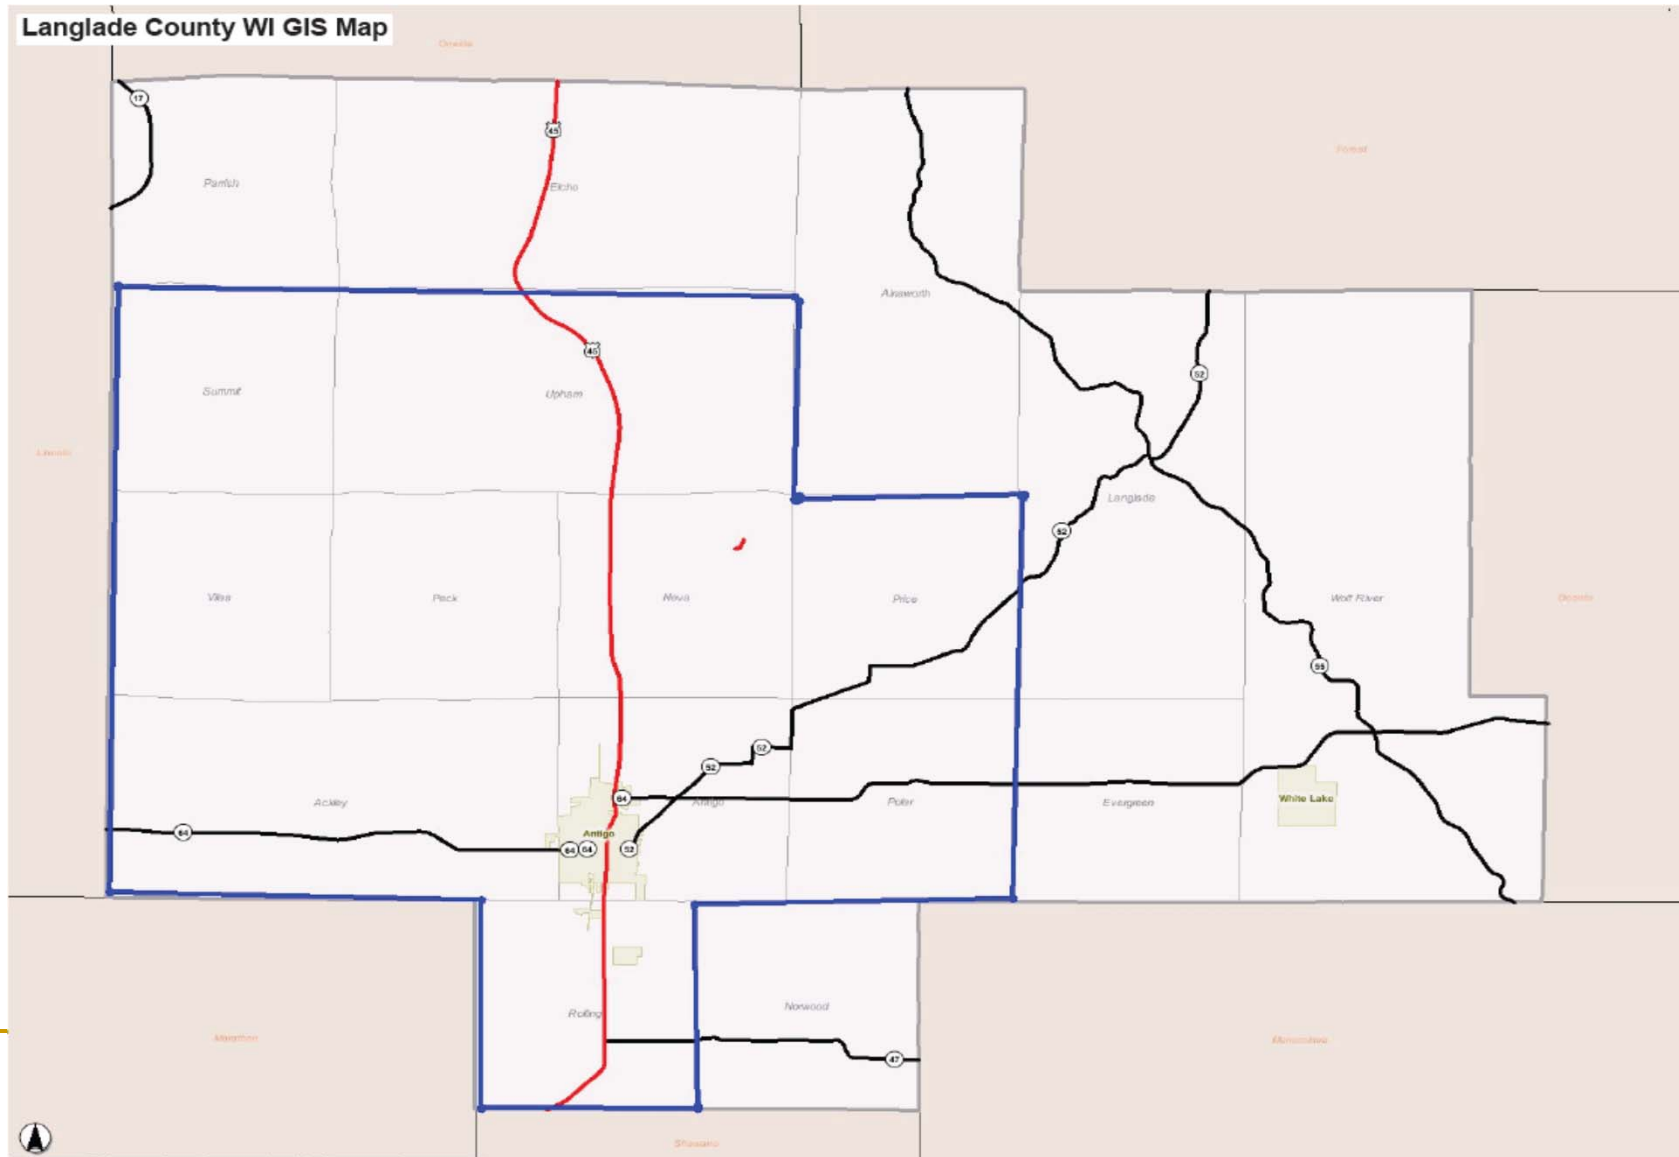 Langlade County WI GIS Map
Oneida
17
45
Forest
Parrish
Elcho
Ainsworth
45
52
Summit
Upham
Lincoln
Langlade
52
Vilas
Peck
Neva
Price
Wolf River
Oconto
55
52
52
64
Ackley
Antigo
Polar
Evergreen
White Lake
64
Antigo
64
64
52
Norwood
Rolling
Marathon
Menominee
47
Shawano